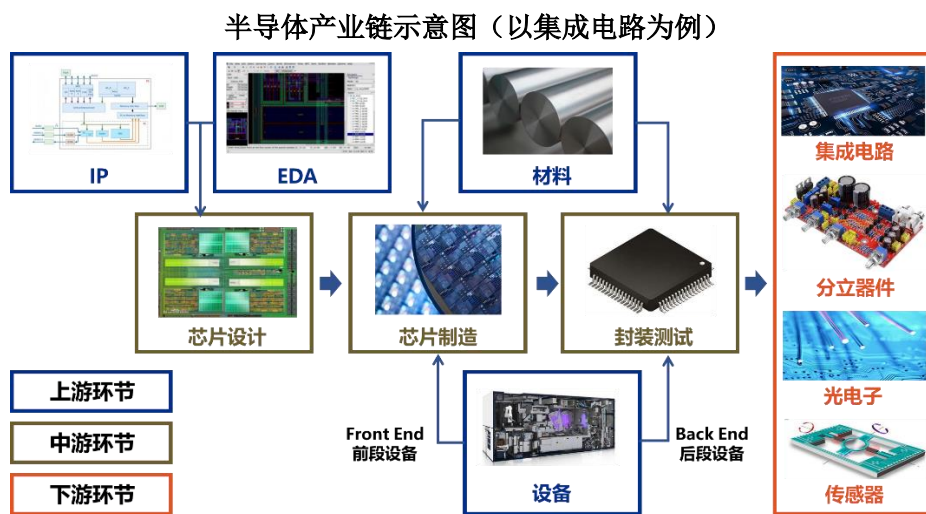 半导体产业链示意图（以集成电路为例）
IP
EDA
材料
集成电路
分立器件
光电子
传感器
芯片设计
芯片制造
封装测试
上游环节
中游环节
下游环节
Front End
前段设备
Back End
后段设备
设备